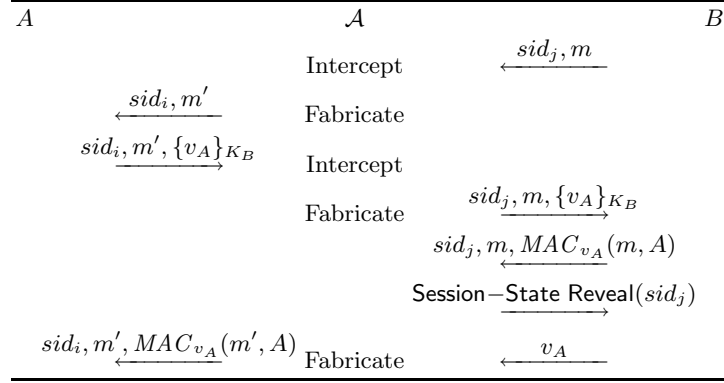 A 𝒜 B
sid_j, m
Intercept
sid_i, m′
Fabricate
sid_i, m′, {v_A}_{K_B}
Intercept
sid_j, m, {v_A}_{K_B}
Fabricate
sid_j, m, MAC_{v_A}(m, A)
Session−State Reveal(sid_j)
sid_i, m′, MAC_{v_A}(m′, A) Fabricate v_A